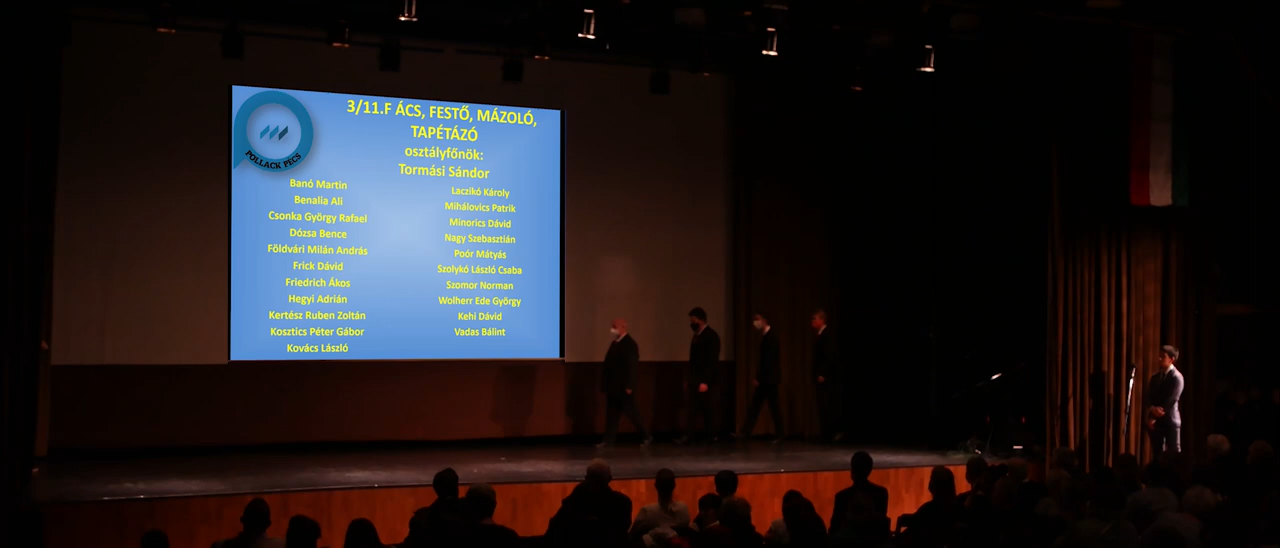 POLLACK PÉCS
3/11.F ÁCS, FESTŐ, MÁZOLÓ,
TAPÉTÁZÓ
osztályfőnök:
Tormási Sándor
Banó Martin
Benalia Ali
Csonka György Rafael
Dózsa Bence
Földvári Milán András
Frick Dávid
Friedrich Ákos
Hegyi Adrián
Kertész Ruben Zoltán
Kosztics Péter Gábor
Kovács László
Laczikó Károly
Mihálovics Patrik
Minorics Dávid
Nagy Szebasztián
Poór Mátyás
Szolykó László Csaba
Szomor Norman
Wolherr Ede György
Kehi Dávid
Vadas Bálint